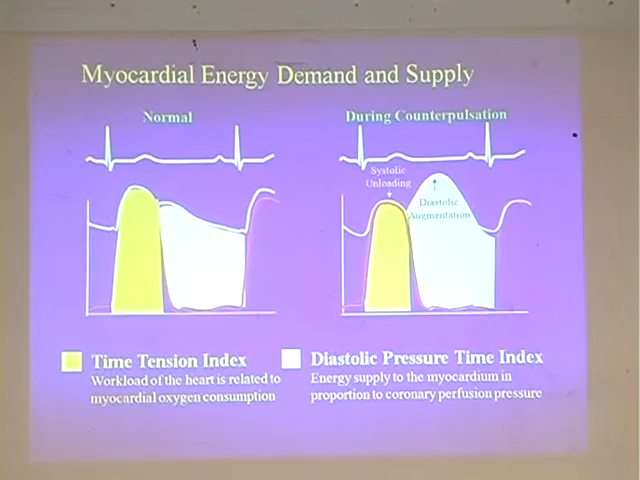 Myocardial Energy Demand and Supply
Normal
During Counterpulsation
Systolic
Unloading
Diastolic
Augmentation
Time Tension Index
Workload of the heart is related to
myocardial oxygen consumption
Diastolic Pressure Time Index
Energy supply to the myocardium in
proportion to coronary perfusion pressure